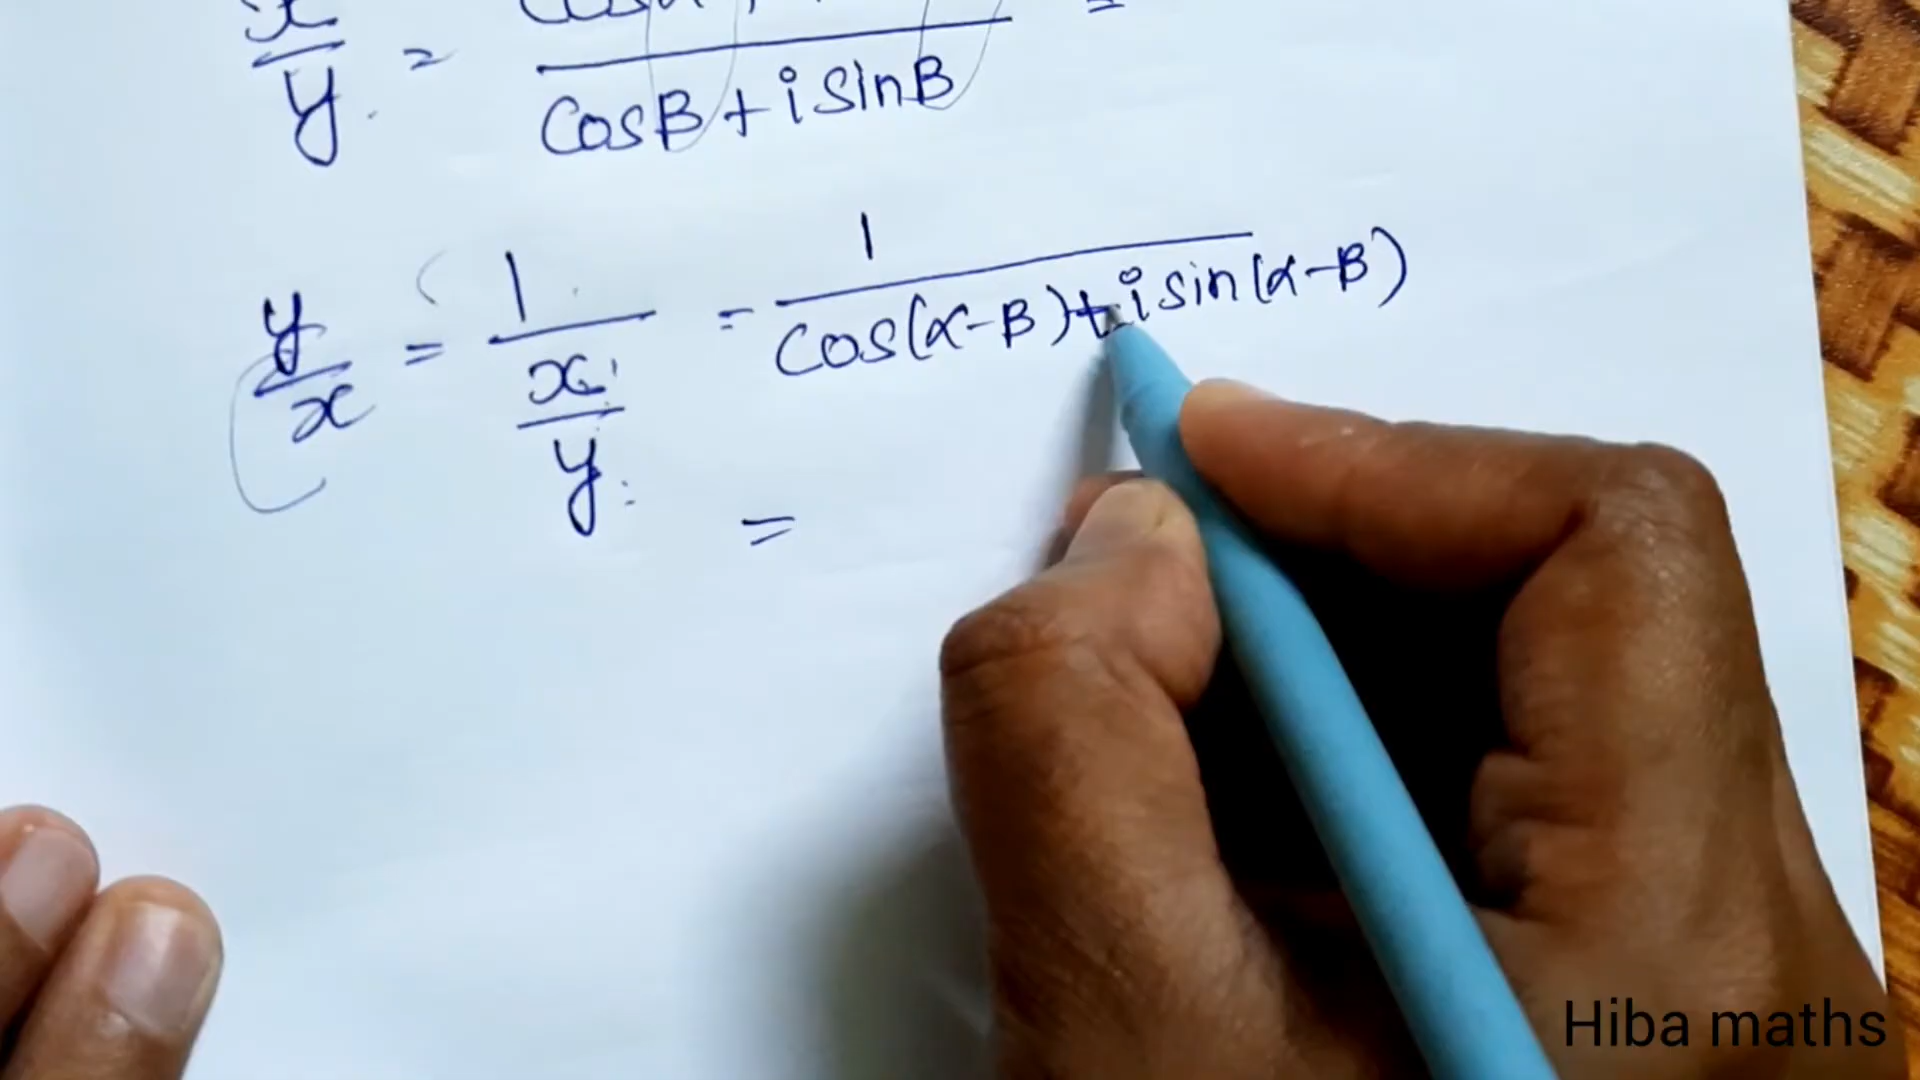 x/y = / cosB + i sinB =
y/x = 1/(x/y) = 1/(cos(α-B) + i sin(α-B))
=
Hiba maths